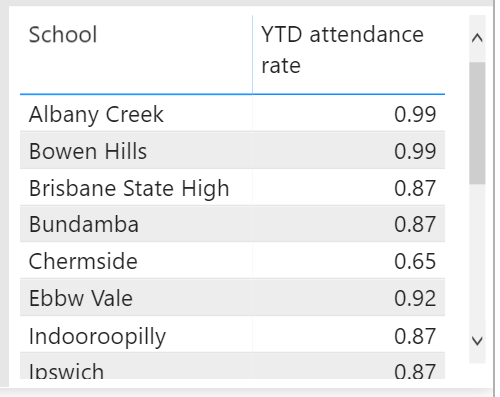 School YTD attendance
rate
Albany Creek 0.99
Bowen Hills 0.99
Brisbane State High 0.87
Bundamba 0.87
Chermside 0.65
Ebbw Vale 0.92
Indooroopilly 0.87
Ipswich 0.87